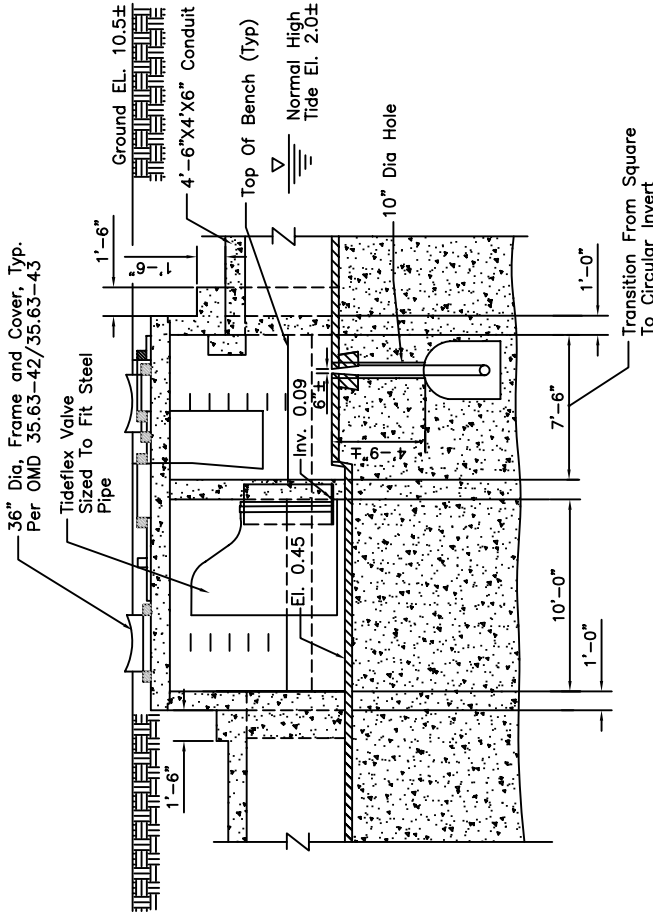 36" Dia, Frame and Cover, Typ.
Per OMD 35.63-42/35.63-43
Tideflex Valve
Sized To Fit Steel
Pipe
Ground EL. 10.5±
1'-6"
1'-6"
4'-6"X4'X6" Conduit
Top Of Bench (Typ)
Normal High
Tide El. 2.0±
1'-6"
El. 0.45
Inv. 0.09
6"±
10" Dia Hole
4'-9"±
1'-0"
10'-0"
7'-6"
1'-0"
Transition From Square
To Circular Invert